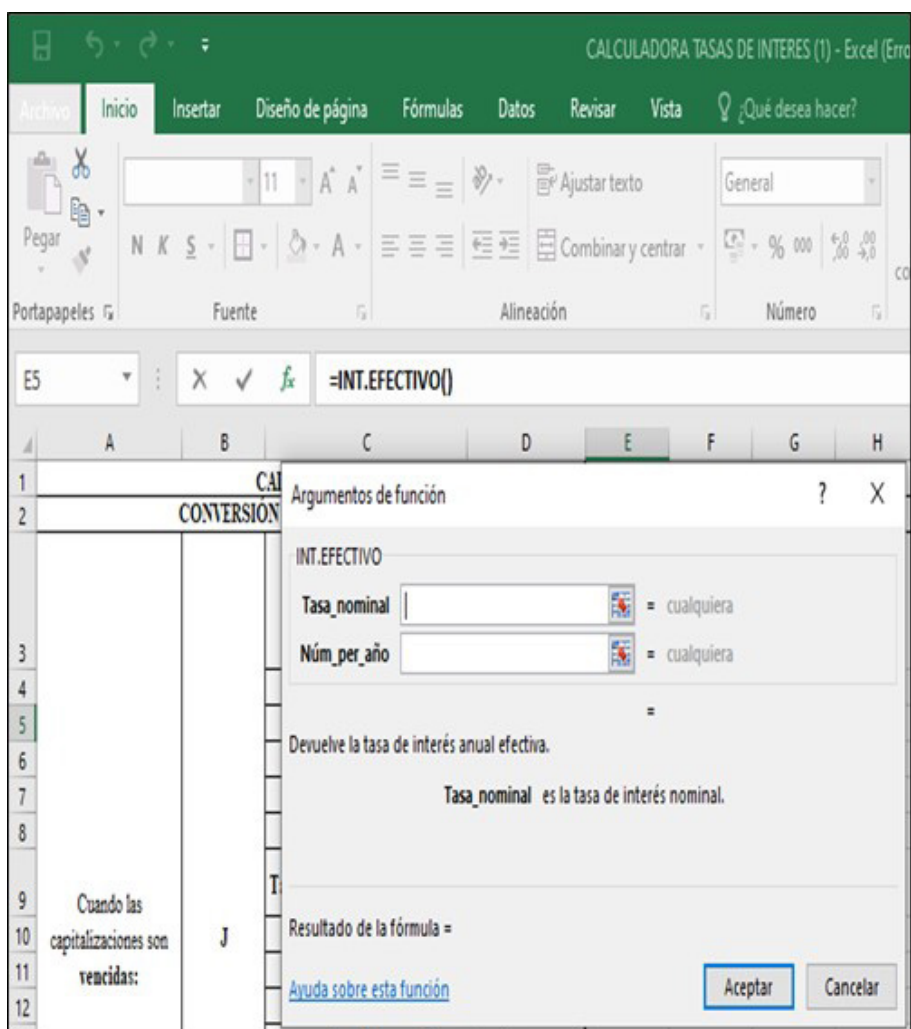 CALCULADORA TASAS DE INTERES (1) - Excel (Erro
Archivo Inicio Insertar Diseño de página Fórmulas Datos Revisar Vista ¿Qué desea hacer?
11 A A Ajustar texto General
Pegar N K S A Combinar y centrar % 000
Portapapeles Fuente Alineación Número
E5 fx =INT.EFECTIVO()
A B C D E F G H
1 CAL
2 CONVERSIÓN
Argumentos de función ? X
INT.EFECTIVO
Tasa_nominal = cualquiera
3 Núm_per_año = cualquiera
4
5 =
6 Devuelve la tasa de interés anual efectiva.
7 Tasa_nominal es la tasa de interés nominal.
8
9 Cuando las
10 capitalizaciones son J Resultado de la fórmula =
11 vencidas: Ayuda sobre esta función Aceptar Cancelar
12